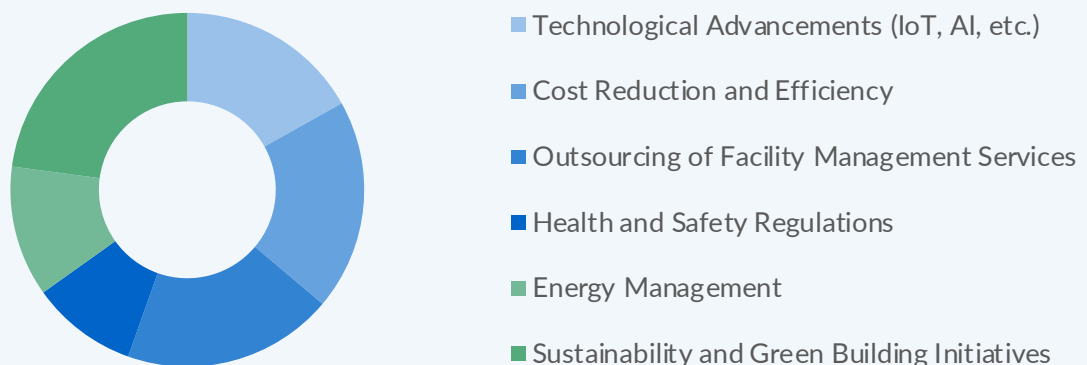 Technological Advancements (IoT, AI, etc.)
Cost Reduction and Efficiency
Outsourcing of Facility Management Services
Health and Safety Regulations
Energy Management
Sustainability and Green Building Initiatives